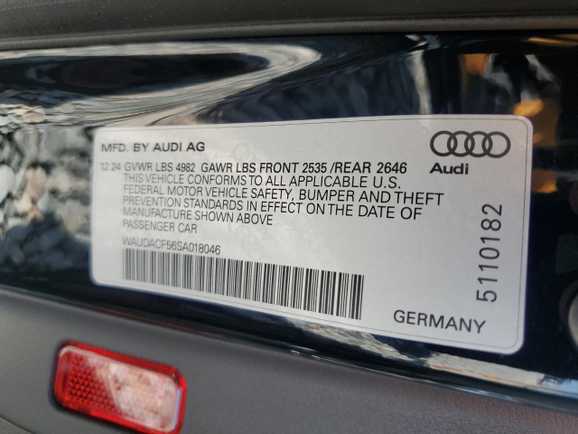 MFD. BY AUDI AG
12.24 GVWR LBS 4982 GAWR LBS FRONT 2535 /REAR 2646
THIS VEHICLE CONFORMS TO ALL APPLICABLE U.S.
FEDERAL MOTOR VEHICLE SAFETY, BUMPER AND THEFT
PREVENTION STANDARDS IN EFFECT ON THE DATE OF
MANUFACTURE SHOWN ABOVE
PASSENGER CAR
WAUDACF56SA018046
Audi
5110182
GERMANY